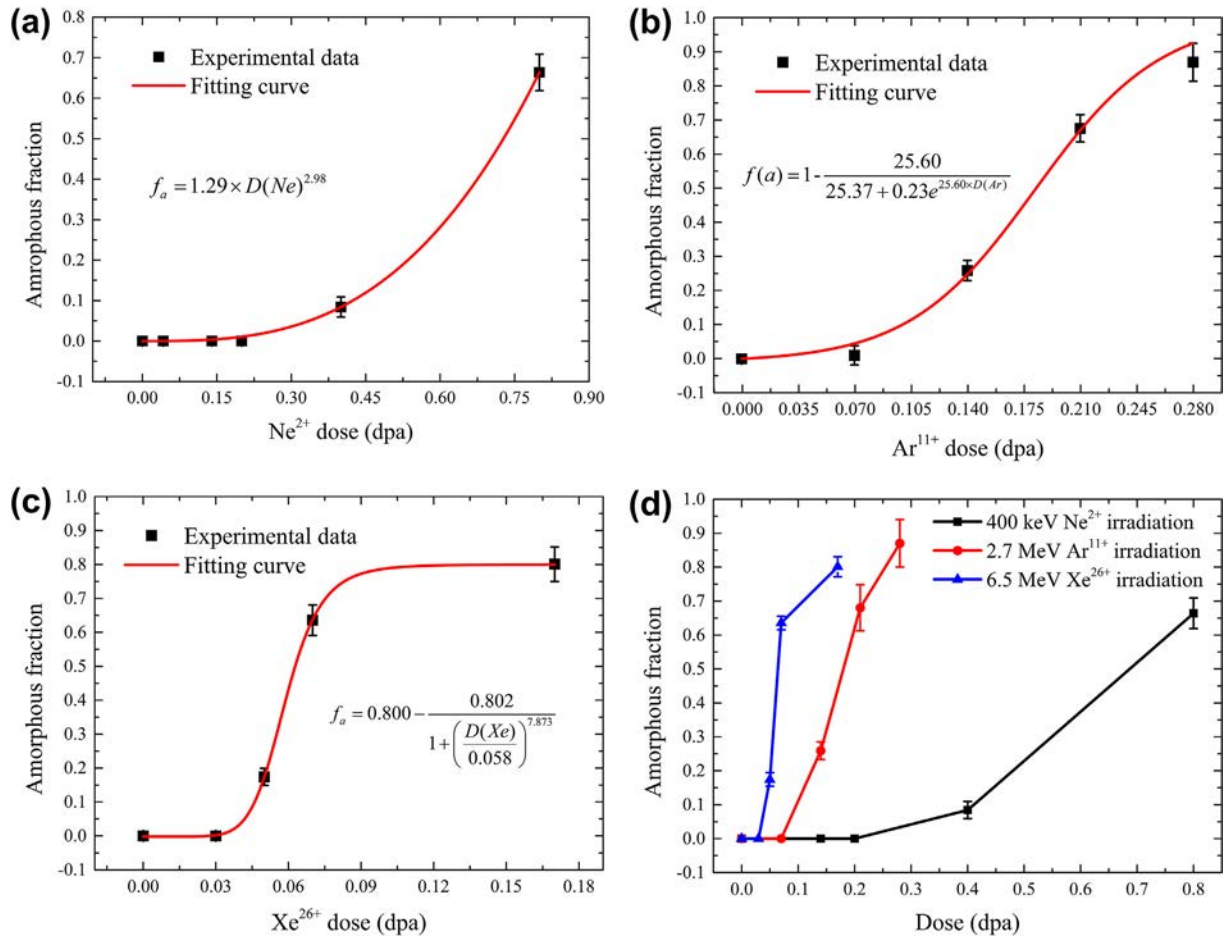 (a)
0.8
0.7
0.6
0.5
0.4
0.3
0.2
0.1
0.0
-0.1
Amrophous fraction
Experimental data
Fitting curve
f_a = 1.29 × D(Ne)^2.98
0.00 0.15 0.30 0.45 0.60 0.75 0.90
Ne²⁺ dose (dpa)
(b)
1.0
0.9
0.8
0.7
0.6
0.5
0.4
0.3
0.2
0.1
0.0
-0.1
Amorphous fraction
Experimental data
Fitting curve
f(a) = 1 - 25.60 / (25.37 + 0.23e^(25.60×D(Ar)))
0.000 0.035 0.070 0.105 0.140 0.175 0.210 0.245 0.280
Ar¹¹⁺ dose (dpa)
(c)
1.0
0.9
0.8
0.7
0.6
0.5
0.4
0.3
0.2
0.1
0.0
-0.1
Amorphous fraction
Experimental data
Fitting curve
f_a = 0.800 - 0.802 / (1 + (D(Xe) / 0.058)^7.873)
0.00 0.03 0.06 0.09 0.12 0.15 0.18
Xe²⁶⁺ dose (dpa)
(d)
1.0
0.9
0.8
0.7
0.6
0.5
0.4
0.3
0.2
0.1
0.0
-0.1
Amorphous fraction
400 keV Ne²⁺ irradiation
2.7 MeV Ar¹¹⁺ irradiation
6.5 MeV Xe²⁶⁺ irradiation
0.0 0.1 0.2 0.3 0.4 0.5 0.6 0.7 0.8
Dose (dpa)